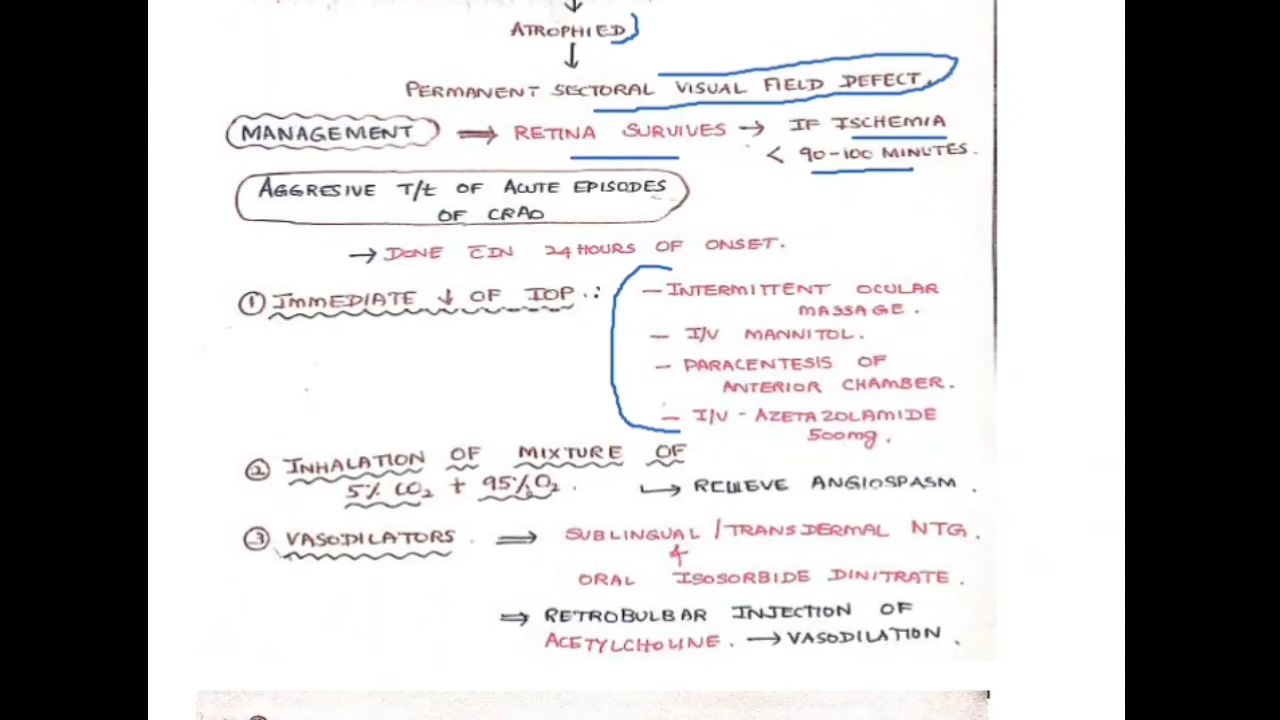 ATROPHIED)
↓
PERMANENT SECTORAL VISUAL FIELD DEFECT.
MANAGEMENT ⇒ RETINA SURVIVES → IF ISCHEMIA
< 90-100 MINUTES.
AGGRESIVE T/t OF ACUTE EPISODES
OF CRAO
→ DONE C̄IN 24 HOURS OF ONSET.
① IMMEDIATE ↓ OF IOP :
- INTERMITTENT OCULAR
MASSAGE.
- I/V MANNITOL.
- PARACENTESIS OF
ANTERIOR CHAMBER.
- I/V - AZETAZOLAMIDE
500mg.
② INHALATION OF MIXTURE OF
5% CO₂ + 95% O₂. ↳ RELIEVE ANGIOSPASM.
③ VASODILATORS ⇒ SUBLINGUAL / TRANSDERMAL NTG.
&
ORAL ISOSORBIDE DINITRATE.
⇒ RETROBULBAR INJECTION OF
ACETYLCHOLINE. → VASODILATION.